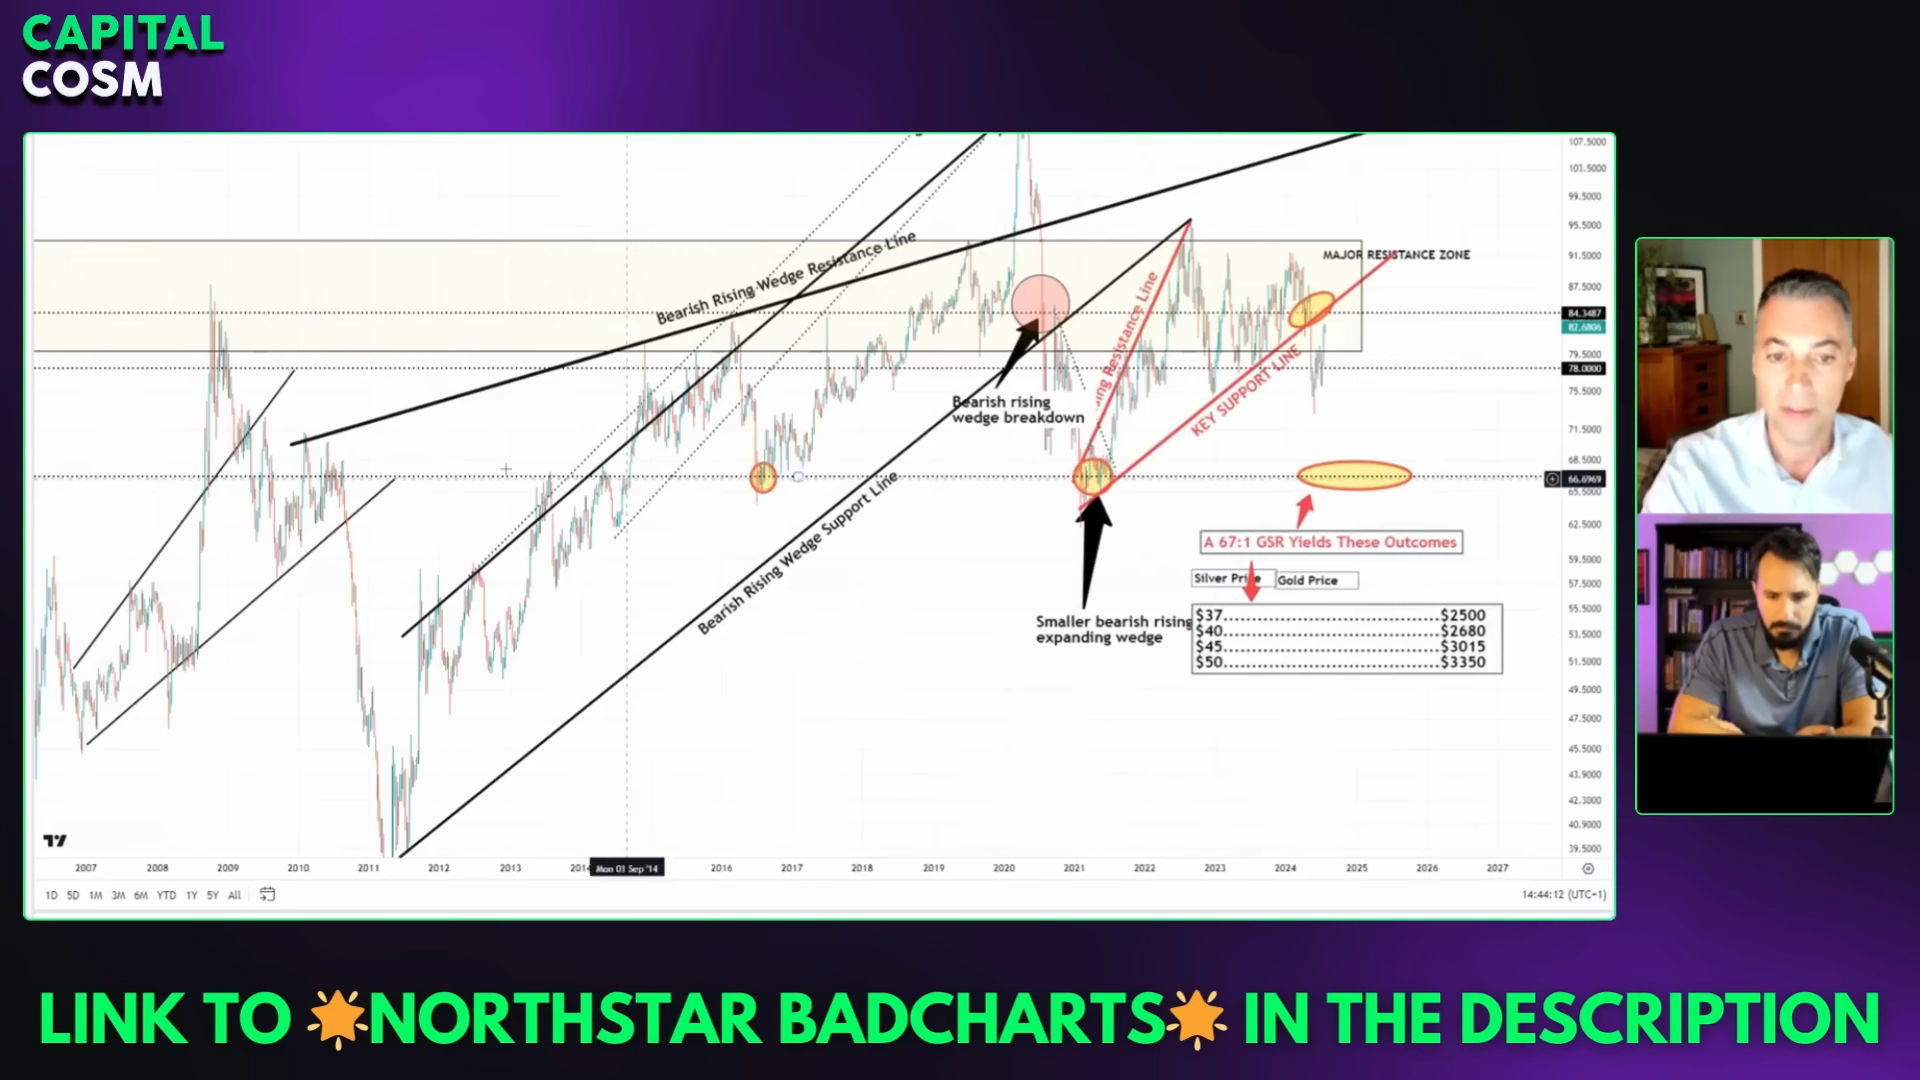 CAPITAL
COSM
107.5000
101.5000
99.5000
95.5000
91.5000
87.5000
84.3487
82.6806
79.5000
78.0000
75.5000
71.5000
68.5000
66.6969
65.5000
62.5000
59.5000
57.5000
55.5000
53.5000
51.5000
49.5000
47.5000
45.5000
43.9000
42.3000
40.9000
39.5000
MAJOR RESISTANCE ZONE
Bearish Rising Wedge Resistance Line
Resistance Line
KEY SUPPORT LINE
Bearish rising
wedge breakdown
Bearish Rising Wedge Support Line
A 67:1 GSR Yields These Outcomes
Silver Price Gold Price
$37 $2500
$40 $2680
$45 $3015
$50 $3350
Smaller bearish rising
expanding wedge
2007 2008 2009 2010 2011 2012 2013 Mon 01 Sep '14 2016 2017 2018 2019 2020 2021 2022 2023 2024 2025 2026 2027
1D 5D 1M 3M 6M YTD 1Y 5Y All
14:44:12 (UTC+1)
LINK TO NORTHSTAR BADCHARTS IN THE DESCRIPTION